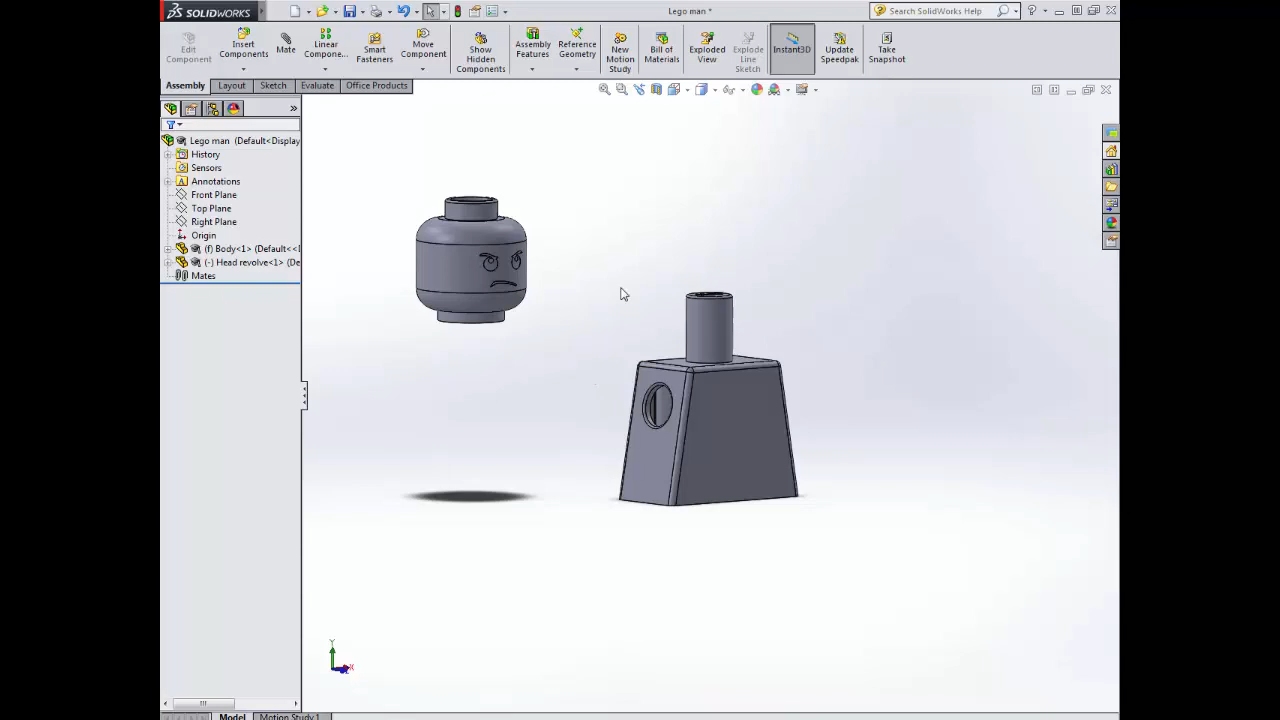 SOLIDWORKS
Lego man *
Search SolidWorks Help
Edit Component
Insert Components
Mate
Linear Compone...
Smart Fasteners
Move Component
Show Hidden Components
Assembly Features
Reference Geometry
New Motion Study
Bill of Materials
Exploded View
Explode Line Sketch
Instant3D
Update Speedpak
Take Snapshot
Assembly
Layout
Sketch
Evaluate
Office Products
Lego man (Default<Display
History
Sensors
Annotations
Front Plane
Top Plane
Right Plane
Origin
(f) Body<1> (Default<<
(-) Head revolve<1> (De
Mates
Y
X
Model
Motion Study 1